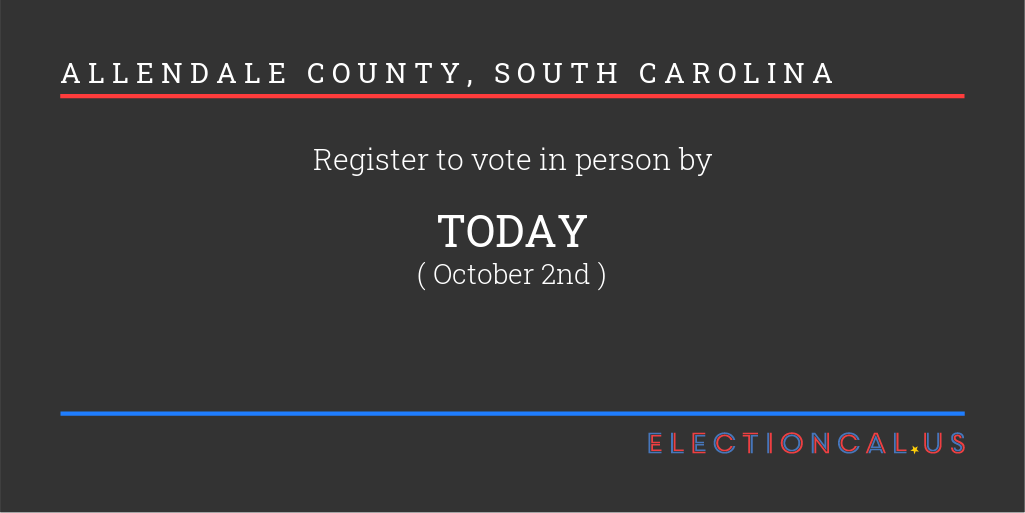 ALLENDALE COUNTY, SOUTH CAROLINA
Register to vote in person by
TODAY
( October 2nd )
ELECTIONCAL.US